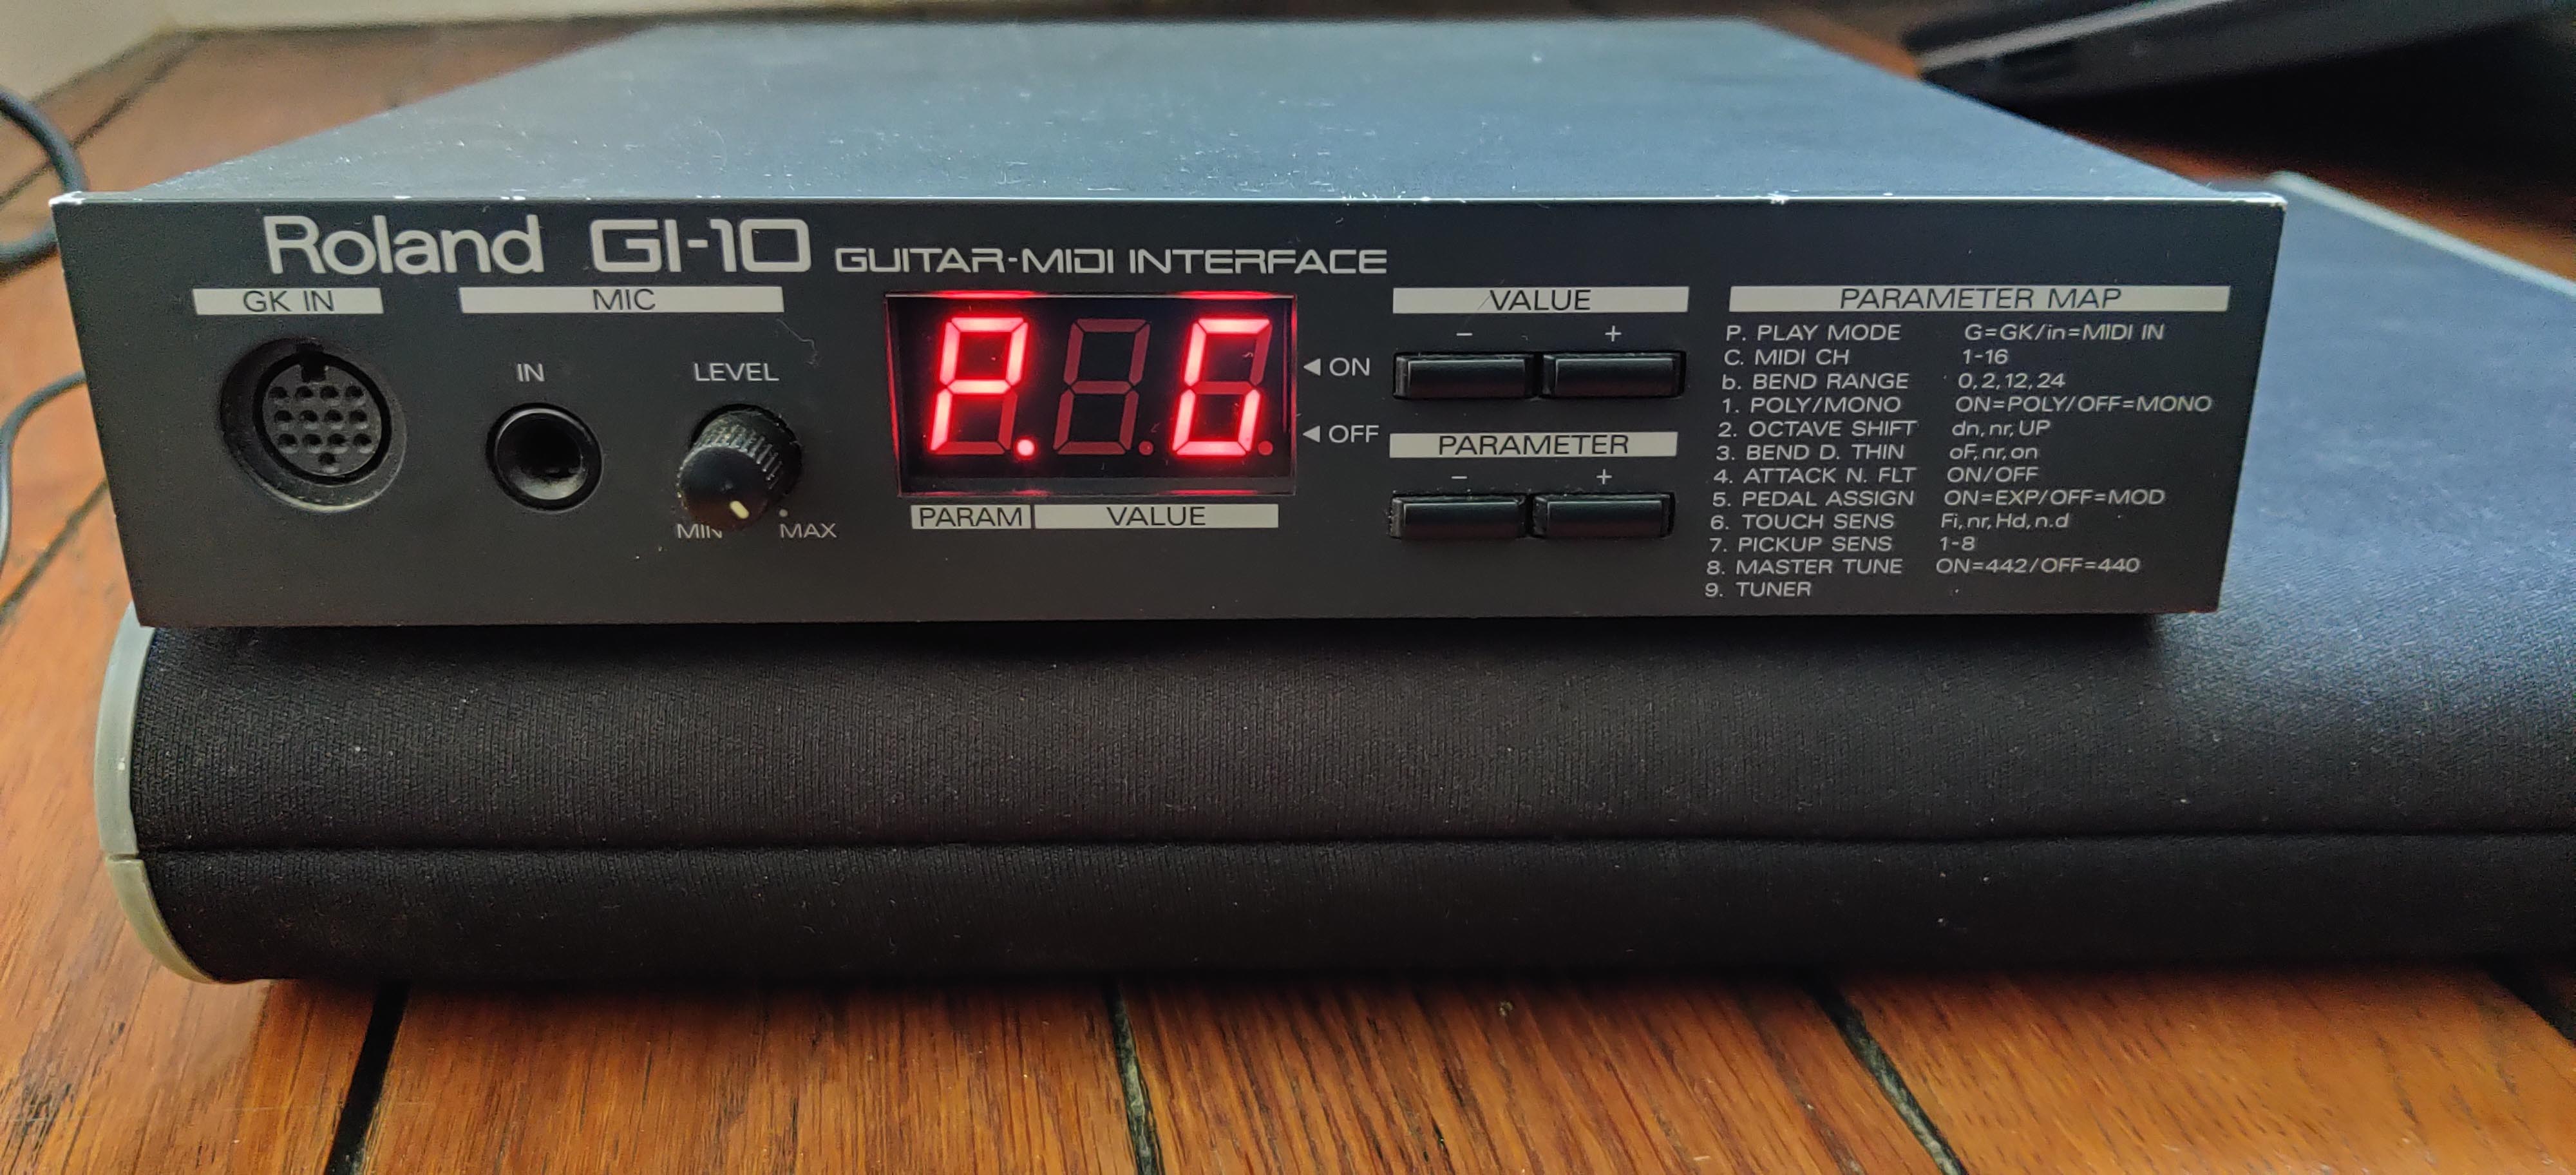 Roland GI-10 GUITAR-MIDI INTERFACE
GK IN
MIC
IN
LEVEL
MIN
MAX
P. G
PARAM
VALUE
ON
OFF
VALUE
- +
PARAMETER
- +
PARAMETER MAP
P. PLAY MODE G=GK/in=MIDI IN
C. MIDI CH 1-16
b. BEND RANGE 0,2,12,24
1. POLY/MONO ON=POLY/OFF=MONO
2. OCTAVE SHIFT dn,nr,UP
3. BEND D. THIN oF,nr,on
4. ATTACK N. FLT ON/OFF
5. PEDAL ASSIGN ON=EXP/OFF=MOD
6. TOUCH SENS Fi,nr,Hd,n.d
7. PICKUP SENS 1-8
8. MASTER TUNE ON=442/OFF=440
9. TUNER